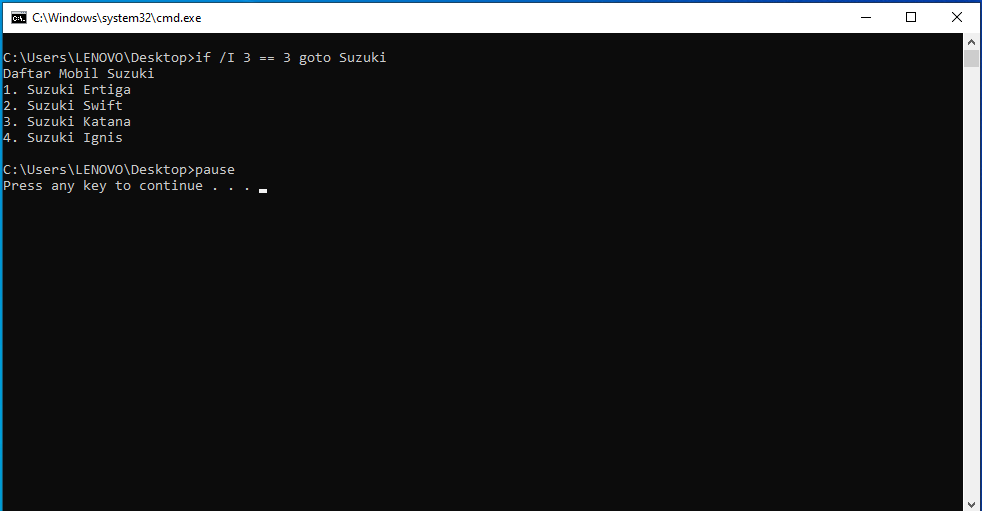 C:\Windows\system32\cmd.exe
C:\Users\LENOVO\Desktop>if /I 3 == 3 goto Suzuki
Daftar Mobil Suzuki
1. Suzuki Ertiga
2. Suzuki Swift
3. Suzuki Katana
4. Suzuki Ignis
C:\Users\LENOVO\Desktop>pause
Press any key to continue . . .